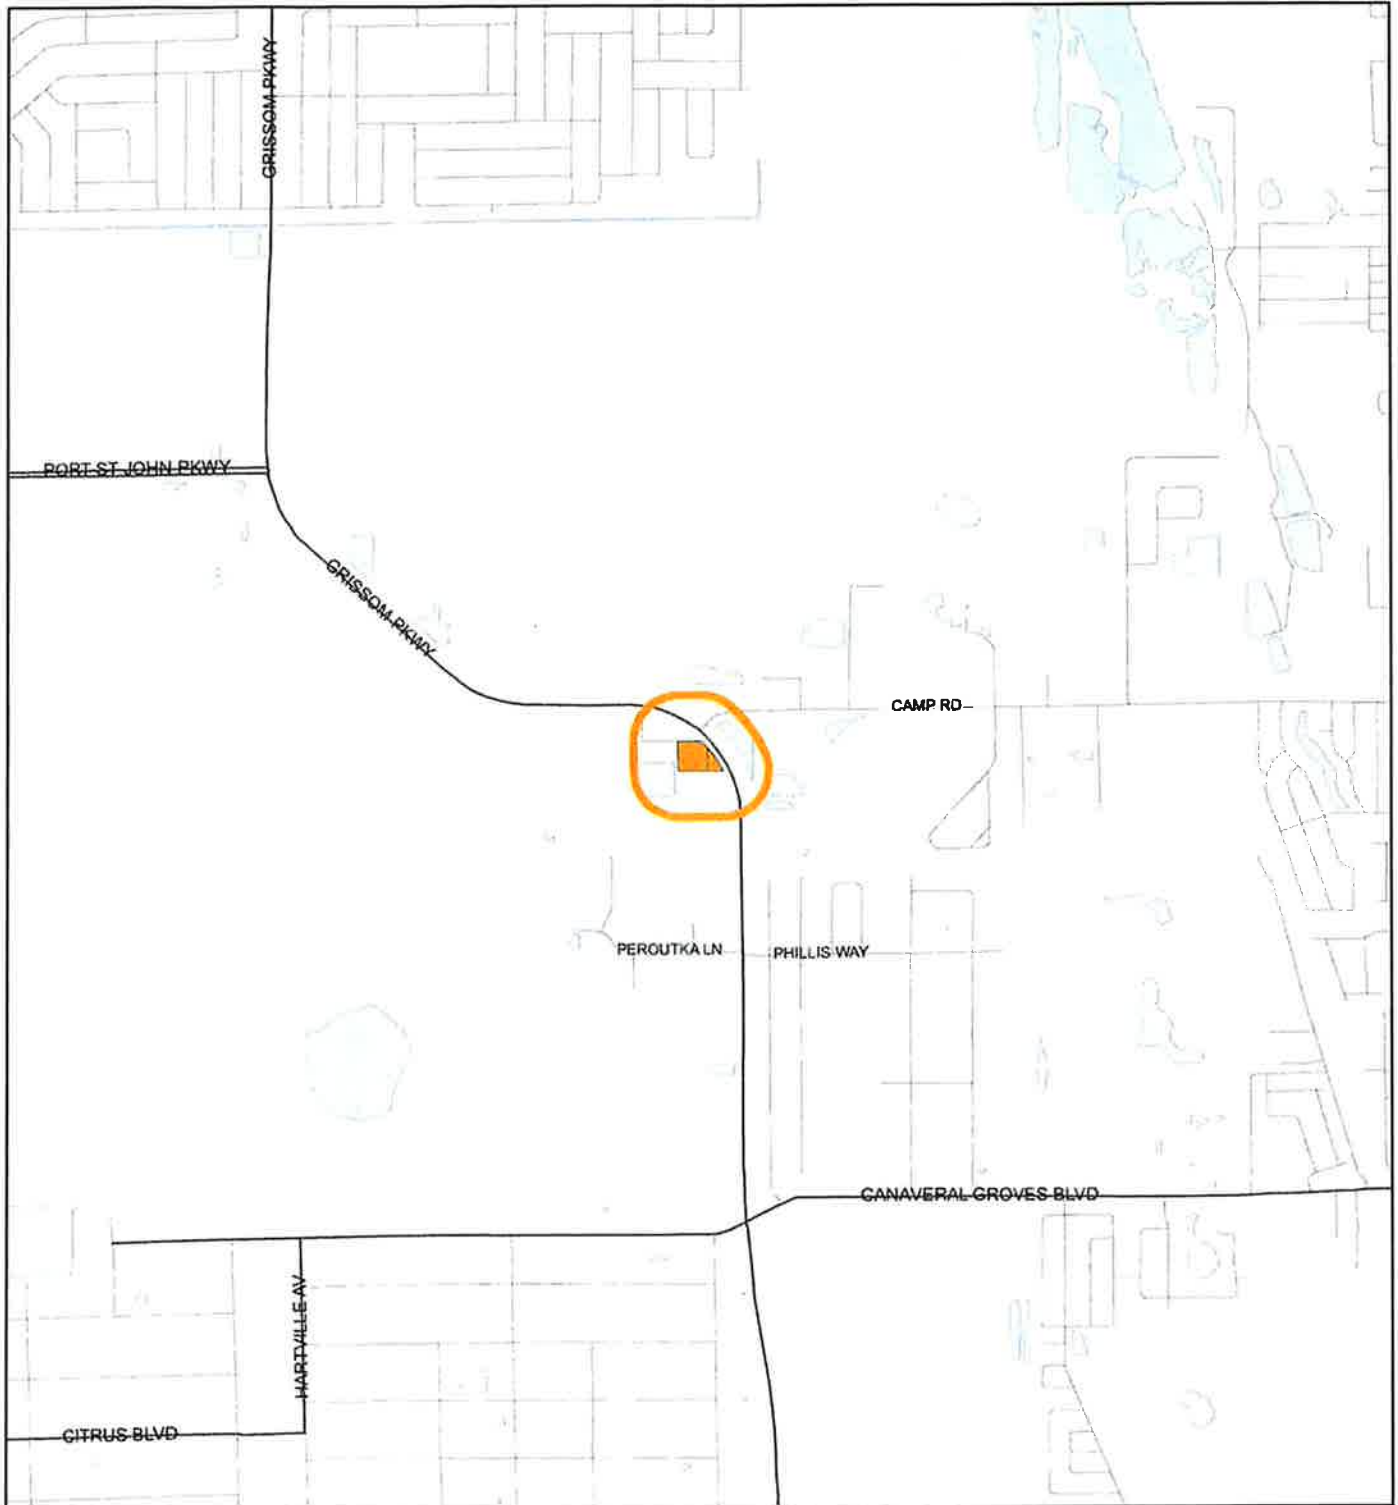 GRISSOM PKWY
PORT ST JOHN PKWY
GRISSOM PKWY
CAMP RD
PEROUTKA LN
PHILLIS WAY
CANAVERAL GROVES BLVD
HARTVILLE AV
CITRUS BLVD